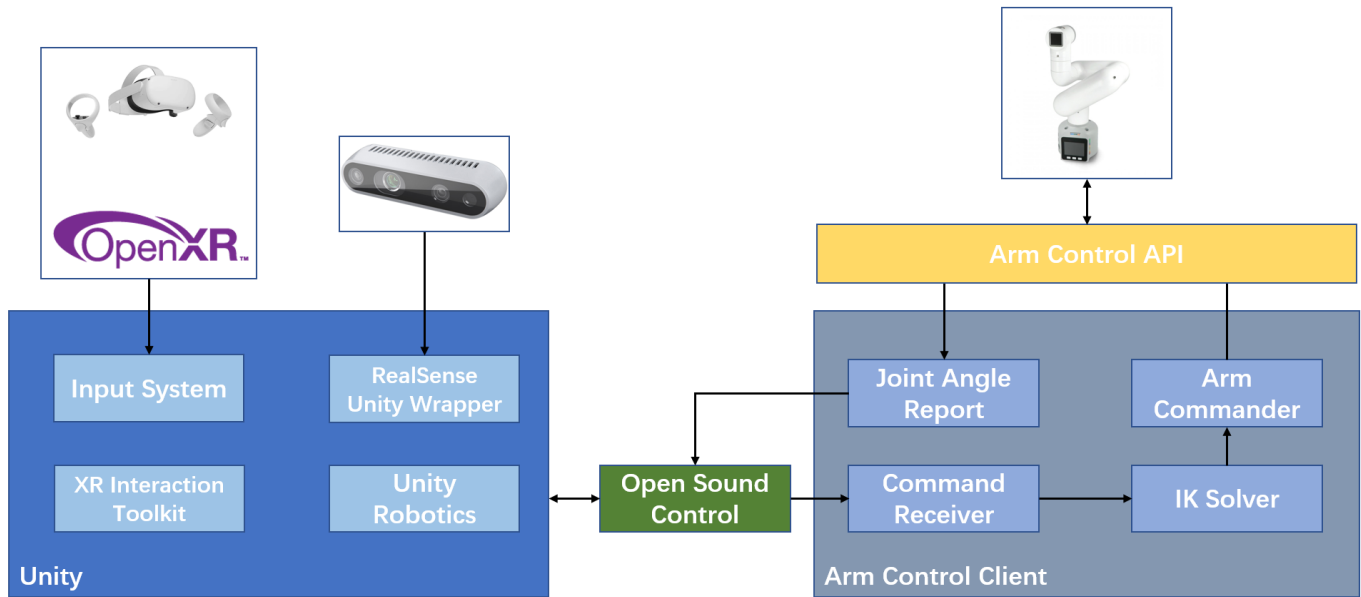 OpenXR™
Arm Control API
Input System
RealSense
Unity Wrapper
XR Interaction
Toolkit
Unity
Robotics
Unity
Open Sound
Control
Joint Angle
Report
Arm
Commander
Command
Receiver
IK Solver
Arm Control Client